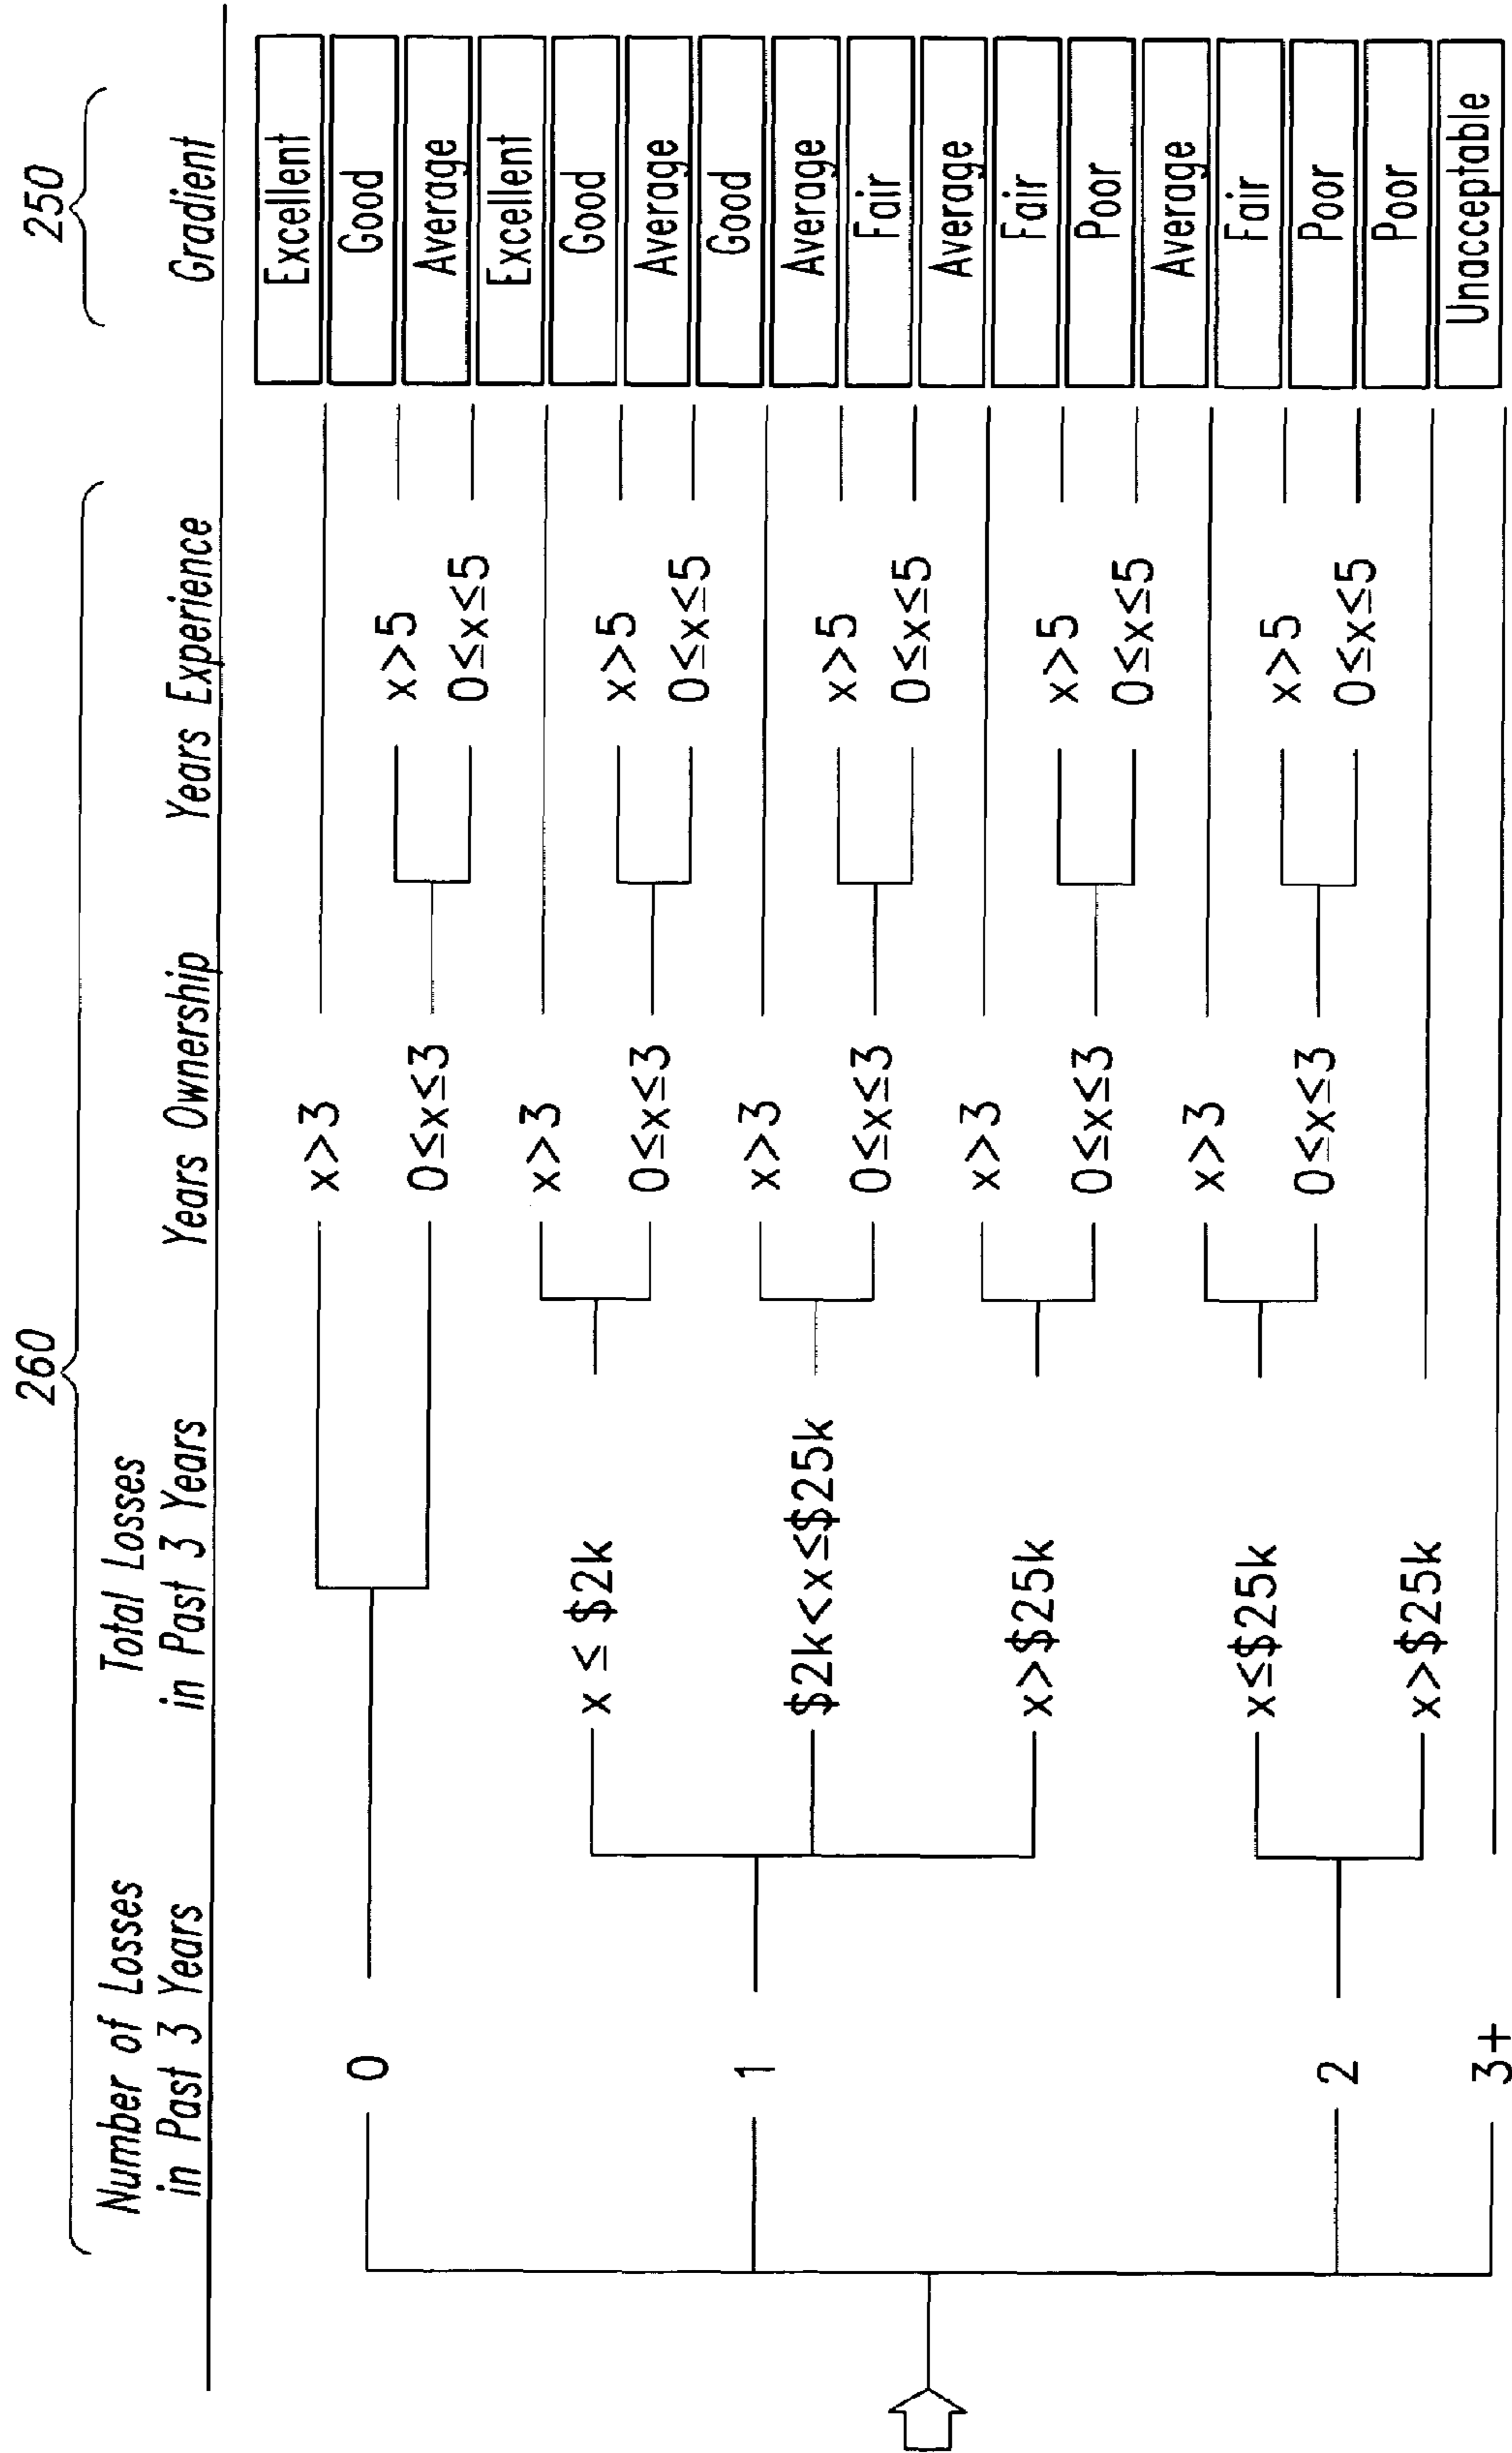 260
250
Number of Losses
in Past 3 Years
Total Losses
in Past 3 Years
Years Ownership
Years Experience
Gradient
0
x>3
Excellent
0≤x≤3
x>5
Good
0≤x≤5
Average
1
x ≤ $2k
x>3
Excellent
0≤x≤3
x>5
Good
0≤x≤5
Average
$2k<x≤$25k
x>3
Good
0≤x≤3
x>5
Average
0≤x≤5
Fair
x>$25k
x>3
Average
0≤x≤3
x>5
Fair
0≤x≤5
Poor
2
x≤$25k
x>3
Average
0≤x≤3
x>5
Fair
0≤x≤5
Poor
x>$25k
Poor
3+
Unacceptable